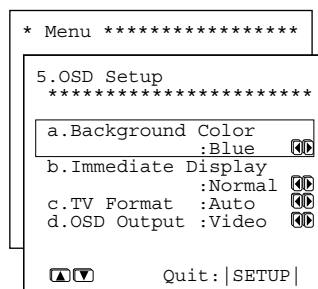 * Menu *****************
5.OSD Setup
***********************
a.Background Color
:Blue
b.Immediate Display
:Normal
c.TV Format :Auto
d.OSD Output :Video
Quit:|SETUP|